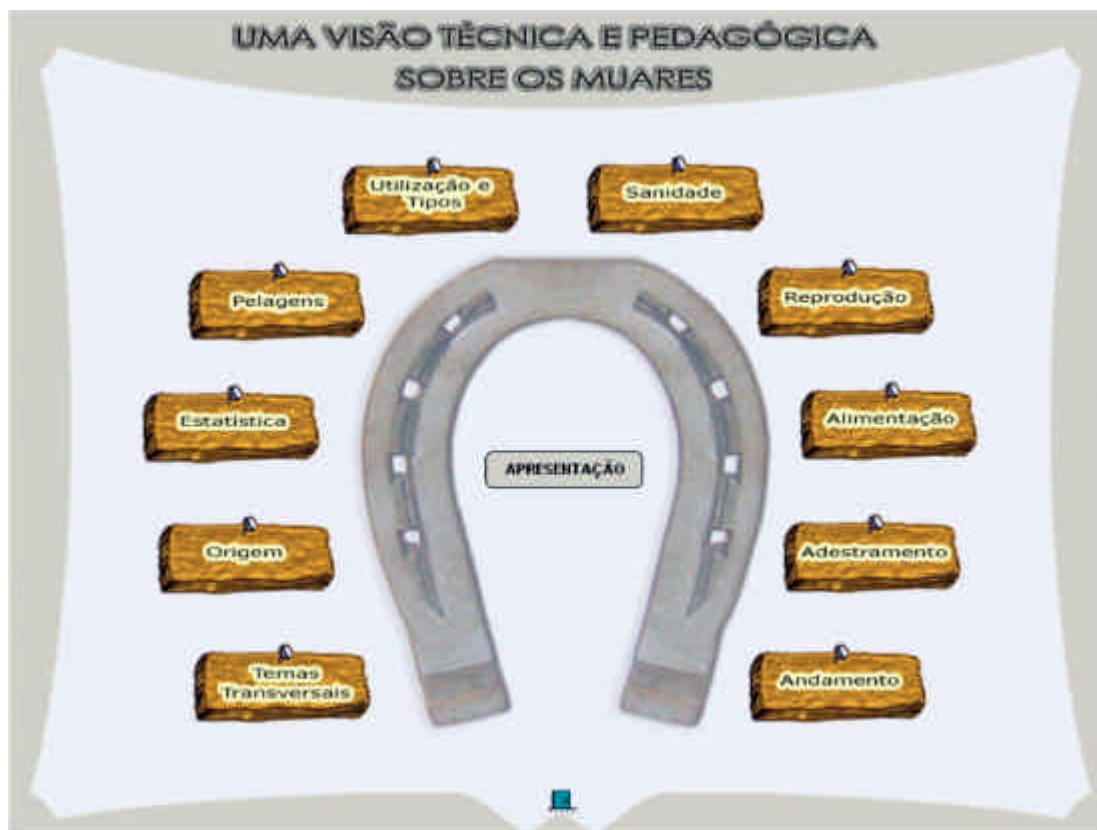 UMA VISÃO TÉCNICA E PEDAGÓGICA
SOBRE OS MUARES
Utilização e
Tipos
Sanidade
Pelagens
Reprodução
Estatística
Alimentação
APRESENTAÇÃO
Origem
Adestramento
Temas
Transversais
Andamento